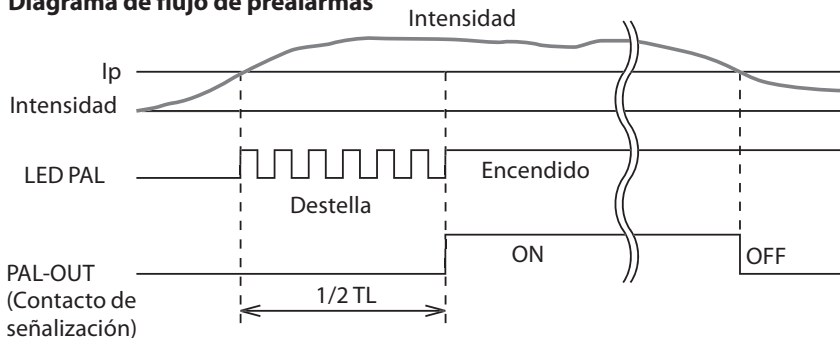 Diagrama de flujo de prealarmas
Intensidad
Ip
Intensidad
LED PAL
Encendido
Destella
ON
OFF
PAL-OUT
(Contacto de
señalización)
1/2 TL